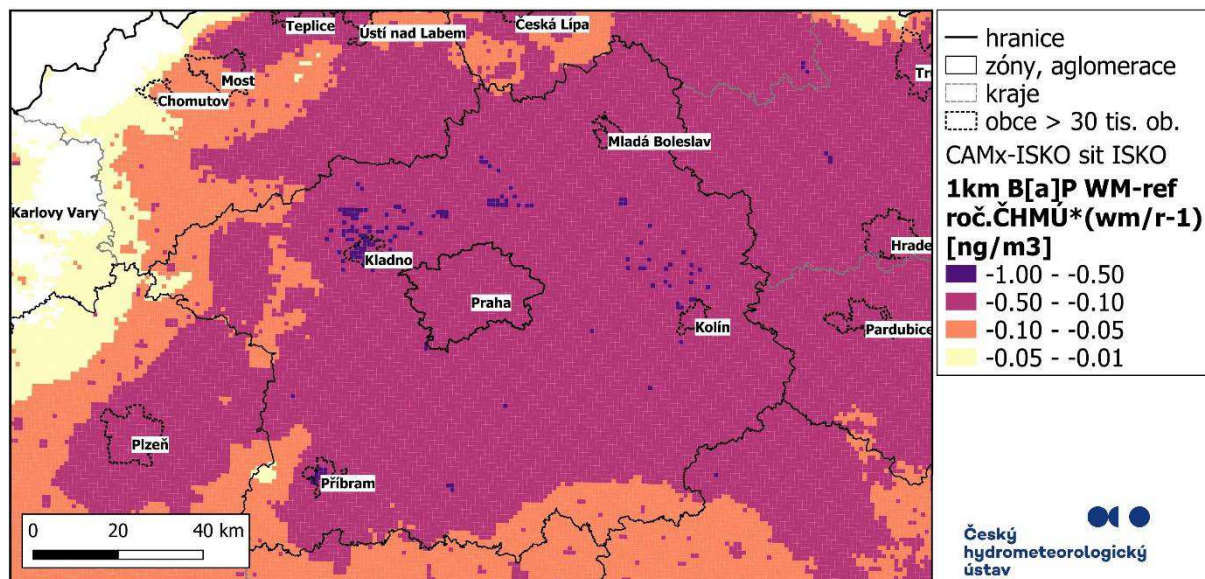 Teplice
Ústí nad Labem
Česká Lípa
Most
Chomutov
Tr
Mladá Boleslav
Karlovy Vary
Hrade
Kladno
Praha
Kolín
Pardubice
Plzeň
Příbram
0 20 40 km
hranice
zóny, aglomerace
kraje
obce > 30 tis. ob.
CAMx-ISKO sit ISKO
1km B[a]P WM-ref
roč.ČHMÚ*(wm/r-1)
[ng/m3]
-1.00 - -0.50
-0.50 - -0.10
-0.10 - -0.05
-0.05 - -0.01
Český
hydrometeorologický
ústav